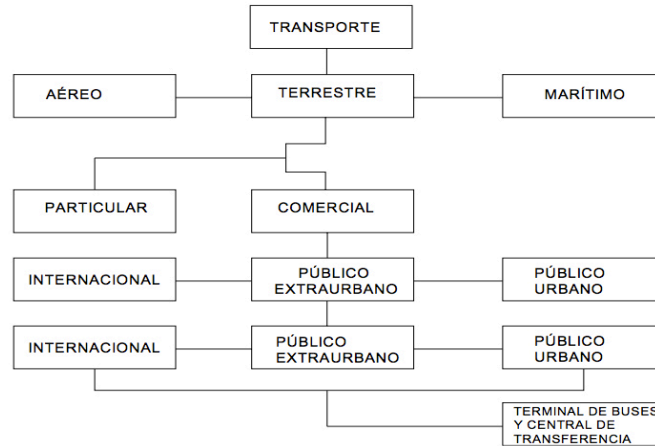 TRANSPORTE
AÉREO
TERRESTRE
MARÍTIMO
PARTICULAR
COMERCIAL
INTERNACIONAL
PÚBLICO
EXTRAURBANO
PÚBLICO
URBANO
INTERNACIONAL
PÚBLICO
EXTRAURBANO
PÚBLICO
URBANO
TERMINAL DE BUSES
Y CENTRAL DE
TRANSFERENCIA